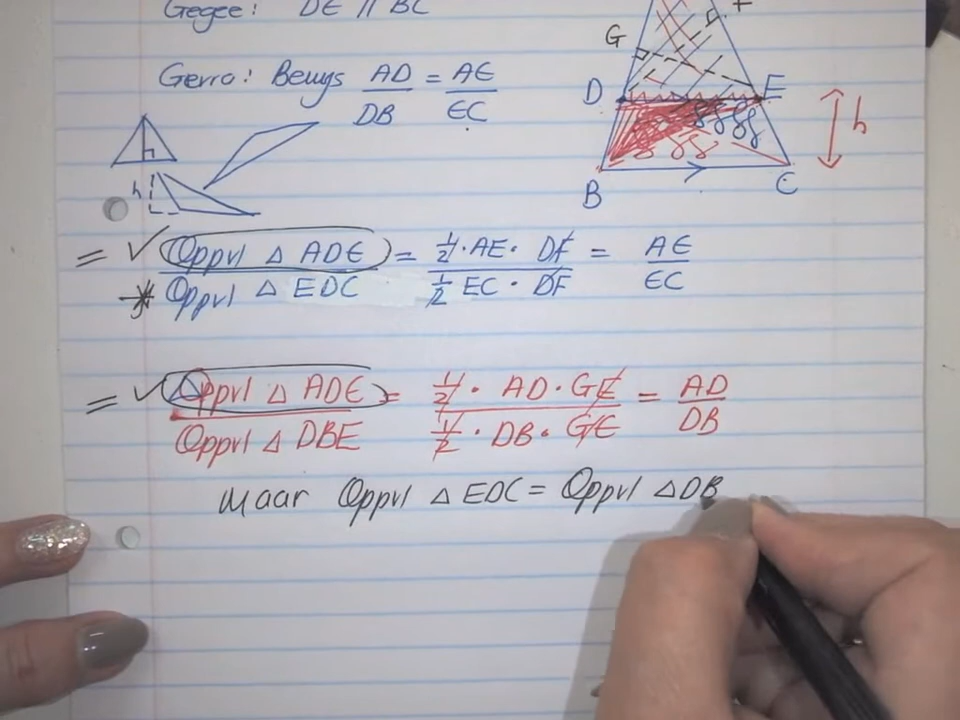 Gegee: DE // BC
Gerro: Bewys AD/DB = AE/EC
G
F
D
E
h
B
C
h
h
= ✓ Oppvl △ ADE / Oppvl △ EDC = ½ · AE · DF / ½ EC · DF = AE/EC
*
= ✓ Oppvl △ ADE / Oppvl △ DBE = ½ · AD · GE / ½ · DB · GE = AD/DB
Maar Oppvl △ EDC = Oppvl △ DB